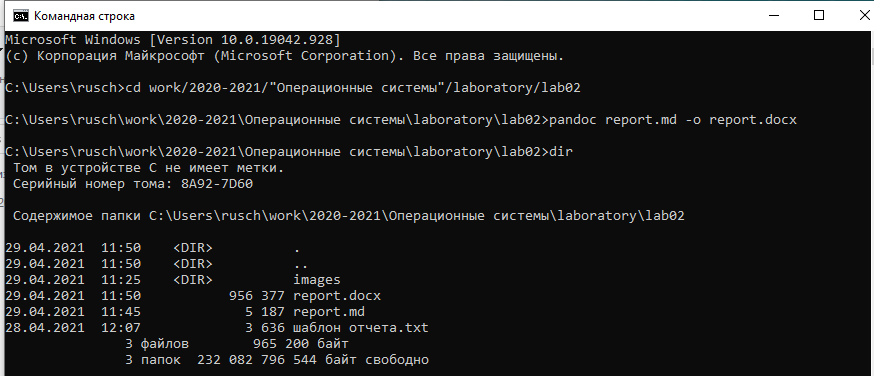 Командная строка
Microsoft Windows [Version 10.0.19042.928]
(c) Корпорация Майкрософт (Microsoft Corporation). Все права защищены.
C:\Users\rusch>cd work/2020-2021/"Операционные системы"/laboratory/lab02
C:\Users\rusch\work\2020-2021\Операционные системы\laboratory\lab02>pandoc report.md -o report.docx
C:\Users\rusch\work\2020-2021\Операционные системы\laboratory\lab02>dir
Том в устройстве C не имеет метки.
Серийный номер тома: 8A92-7D60
Содержимое папки C:\Users\rusch\work\2020-2021\Операционные системы\laboratory\lab02
29.04.2021  11:50    <DIR>          .
29.04.2021  11:50    <DIR>          ..
29.04.2021  11:25    <DIR>          images
29.04.2021  11:50           956 377 report.docx
29.04.2021  11:45             5 187 report.md
28.04.2021  12:07             3 636 шаблон отчета.txt
3 файлов        965 200 байт
3 папок  232 082 796 544 байт свободно